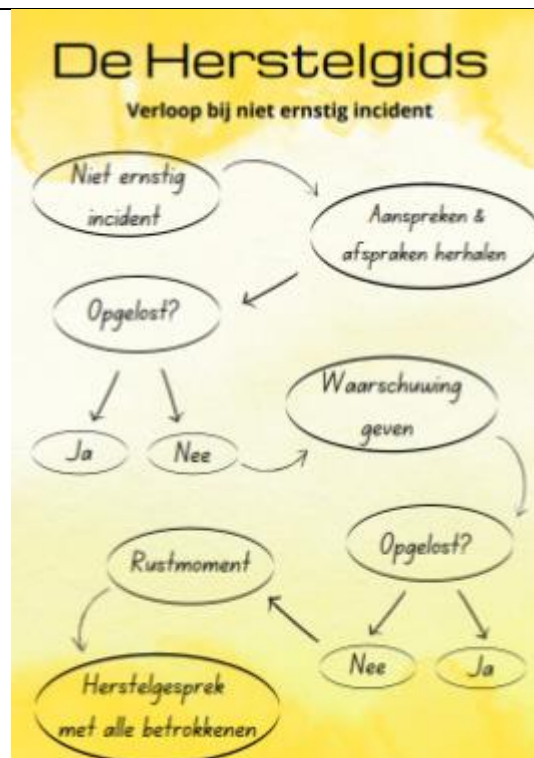 De Herstelgids
Verloop bij niet ernstig incident
Niet ernstig
incident
Aanspreken &
afspraken herhalen
Opgelost?
Ja
Nee
Waarschuwing
geven
Opgelost?
Nee
Ja
Rustmoment
Herstelgesprek
met alle betrokkenen